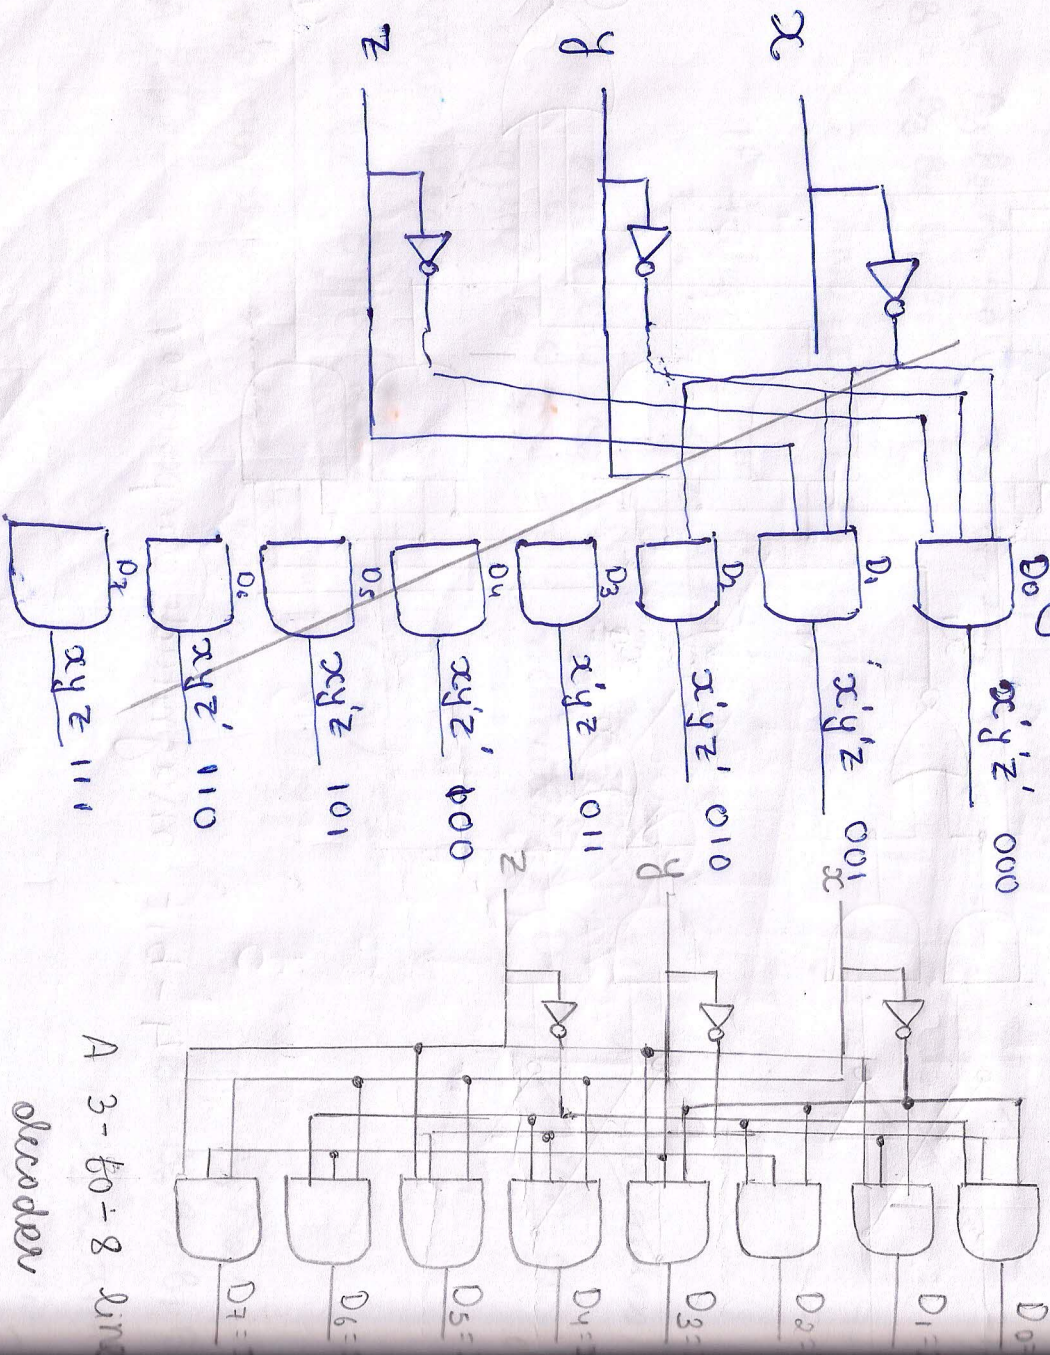 x
y
z
D0 x'y'z' 000
D1 x'y'z 001
D2 x'yz' 010
D3 x'yz 011
D4 xy'z' 000
D5 xy'z 101
D6 xyz' 110
D7 xyz 111
x
y
z
D0
D1=
D2=
D3=
D4=
D5=
D6=
D7=
A 3-to-8 line
decoder